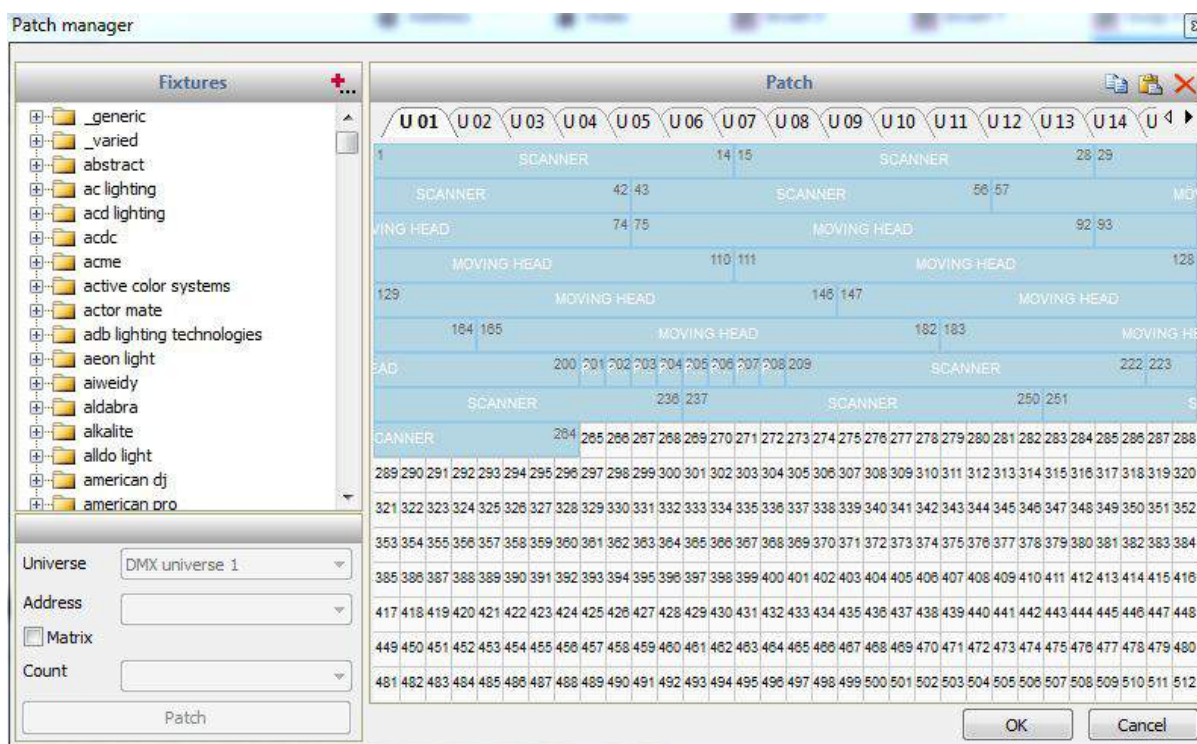 Patch manager
Fixtures
_generic
_varied
abstract
ac lighting
acd lighting
acdc
acme
active color systems
actor mate
adb lighting technologies
aeon light
aiweidy
aldabra
alkalite
alldo light
american dj
american pro
Universe DMX universe 1
Address
Matrix
Count
Patch
Patch
U 01 U 02 U 03 U 04 U 05 U 06 U 07 U 08 U 09 U 10 U 11 U 12 U 13 U 14 U
1 SCANNER 14 15 SCANNER 28 29
SCANNER 42 43 SCANNER 56 57 MO
ING HEAD 74 75 MOVING HEAD 92 93
MOVING HEAD 110 111 MOVING HEAD 128
129 MOVING HEAD 146 147 MOVING HEAD
164 165 MOVING HEAD 182 183 MOVING HE
EAD 200 201 202 203 204 205 206 207 208 209 SCANNER 222 223
SCANNER 236 237 SCANNER 250 251 S
CANNER 264 265 266 267 268 269 270 271 272 273 274 275 276 277 278 279 280 281 282 283 284 285 286 287 288
289 290 291 292 293 294 295 296 297 298 299 300 301 302 303 304 305 306 307 308 309 310 311 312 313 314 315 316 317 318 319 320
321 322 323 324 325 326 327 328 329 330 331 332 333 334 335 336 337 338 339 340 341 342 343 344 345 346 347 348 349 350 351 352
353 354 355 356 357 358 359 360 361 362 363 364 365 366 367 368 369 370 371 372 373 374 375 376 377 378 379 380 381 382 383 384
385 386 387 388 389 390 391 392 393 394 395 396 397 398 399 400 401 402 403 404 405 406 407 408 409 410 411 412 413 414 415 416
417 418 419 420 421 422 423 424 425 426 427 428 429 430 431 432 433 434 435 436 437 438 439 440 441 442 443 444 445 446 447 448
449 450 451 452 453 454 455 456 457 458 459 460 461 462 463 464 465 466 467 468 469 470 471 472 473 474 475 476 477 478 479 480
481 482 483 484 485 486 487 488 489 490 491 492 493 494 495 496 497 498 499 500 501 502 503 504 505 506 507 508 509 510 511 512
OK Cancel